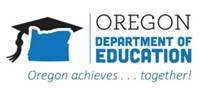 OREGON
DEPARTMENT OF
EDUCATION
Oregon achieves . . . together!